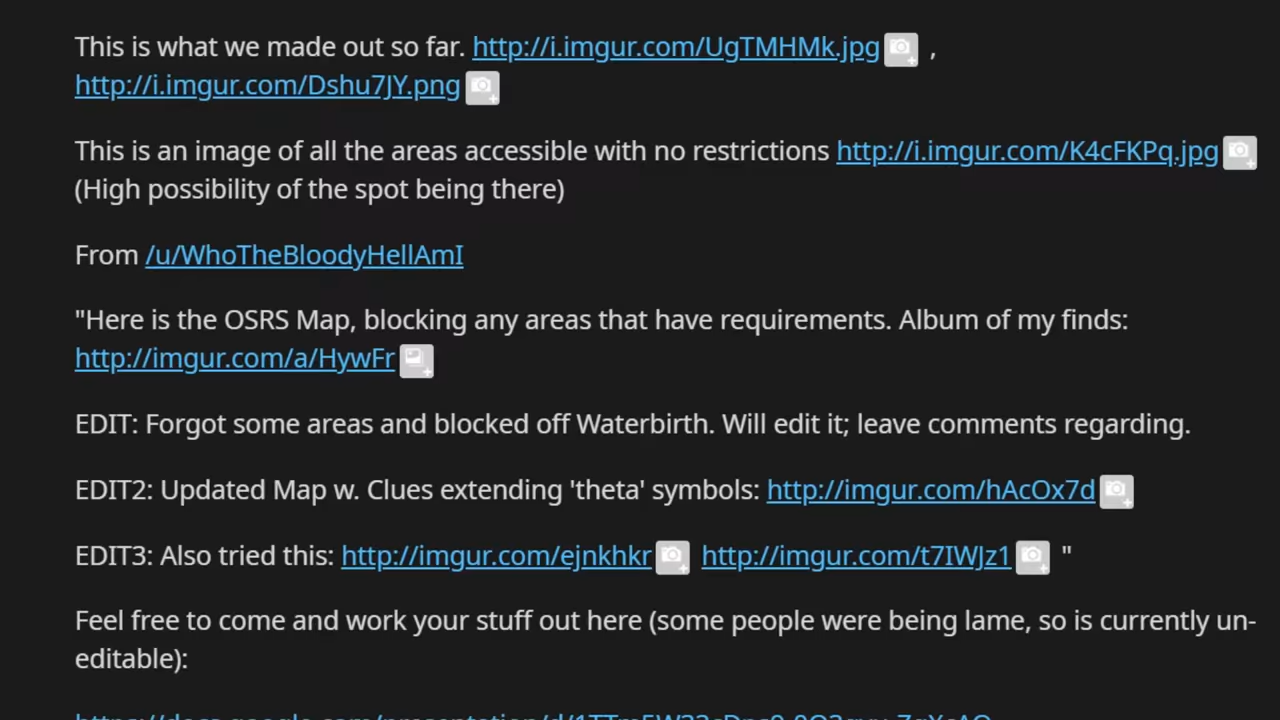 This is what we made out so far. http://i.imgur.com/UgTMHMk.jpg ,
http://i.imgur.com/Dshu7JY.png
This is an image of all the areas accessible with no restrictions http://i.imgur.com/K4cFKPq.jpg
(High possibility of the spot being there)
From /u/WhoTheBloodyHellAmI
"Here is the OSRS Map, blocking any areas that have requirements. Album of my finds:
http://imgur.com/a/HywFr
EDIT: Forgot some areas and blocked off Waterbirth. Will edit it; leave comments regarding.
EDIT2: Updated Map w. Clues extending 'theta' symbols: http://imgur.com/hAcOx7d
EDIT3: Also tried this: http://imgur.com/ejnkhkr http://imgur.com/t7IWJz1 "
Feel free to come and work your stuff out here (some people were being lame, so is currently un-
editable):